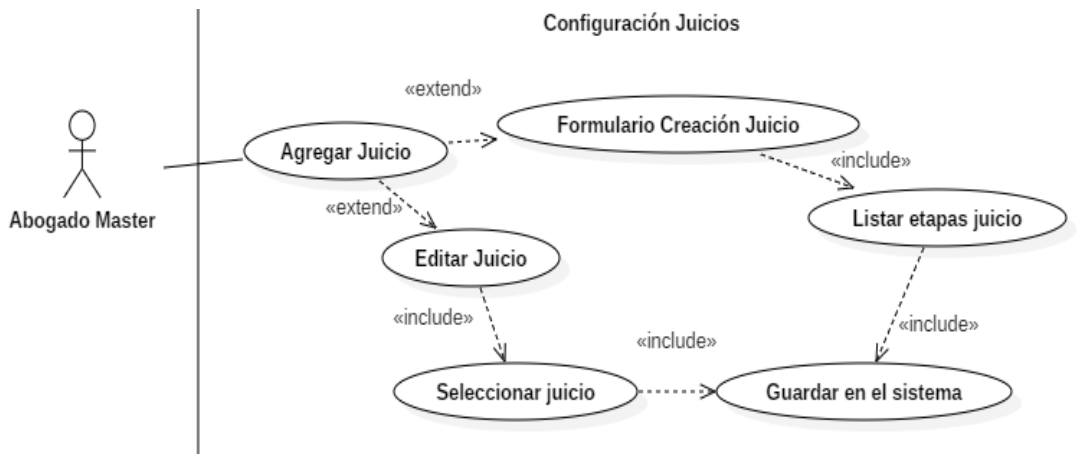 Configuración Juicios
«extend»
Formulario Creación Juicio
Agregar Juicio
«include»
Abogado Master
«extend»
Listar etapas juicio
Editar Juicio
«include»
«include»
«include»
Seleccionar juicio
Guardar en el sistema